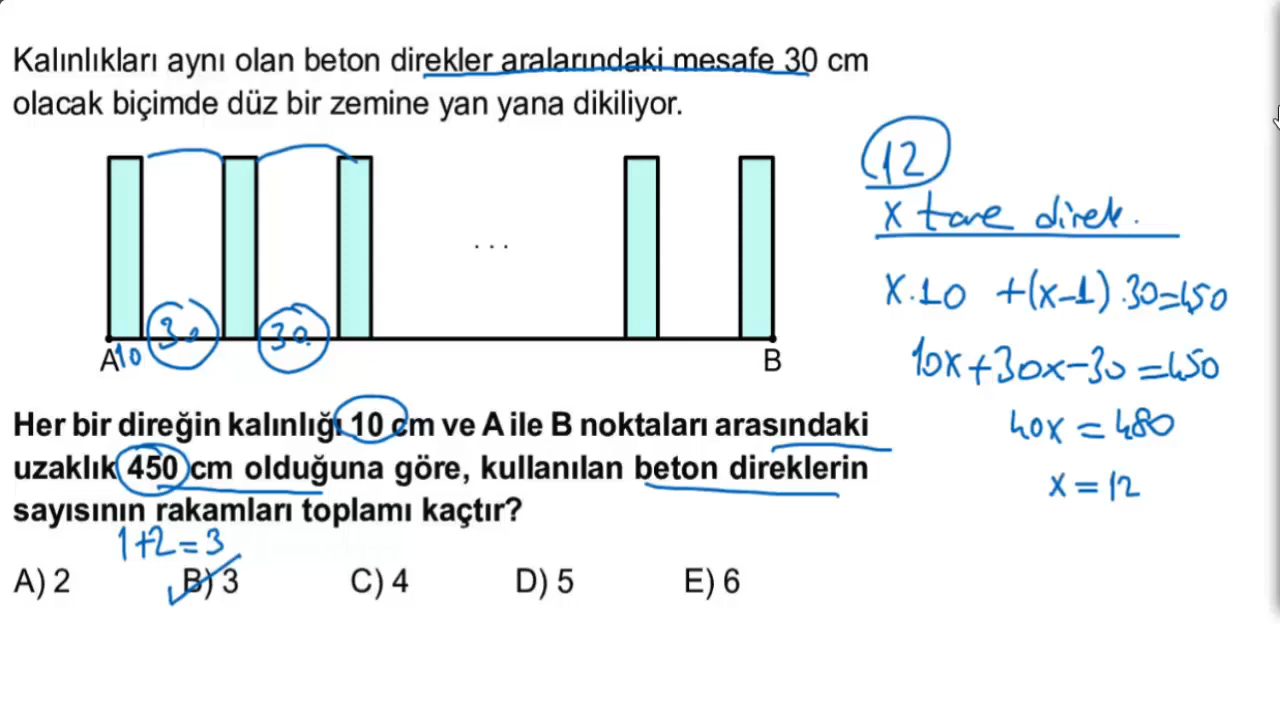 Kalınlıkları aynı olan beton direkler aralarındaki mesafe 30 cm
olacak biçimde düz bir zemine yan yana dikiliyor.
12
x tane direk.
. . .
x.10 +(x-1).30=450
30 30
A 10 B
10x+30x-30=450
Her bir direğin kalınlığı 10 cm ve A ile B noktaları arasındaki
40x = 480
uzaklık 450 cm olduğuna göre, kullanılan beton direklerin
x = 12
sayısının rakamları toplamı kaçtır?
1+2=3
A) 2 B) 3 C) 4 D) 5 E) 6